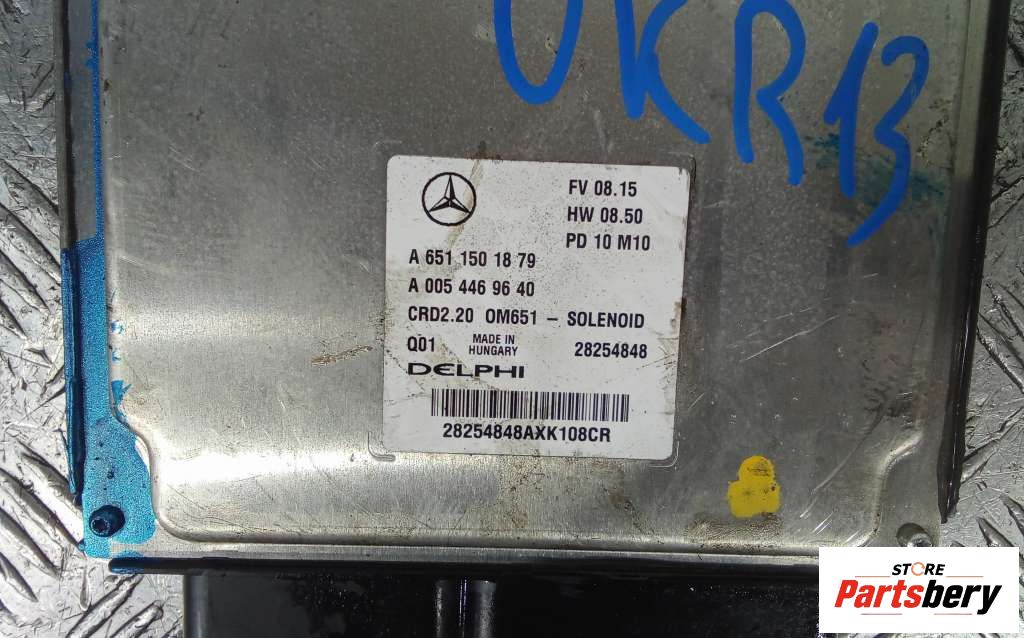 UKR13
FV 08.15
HW 08.50
PD 10 M10
A 651 150 18 79
A 005 446 96 40
CRD2.20 OM651 – SOLENOID
Q01 MADE IN HUNGARY 28254848
DELPHI
28254848AXK108CR
STORE
Partsbery